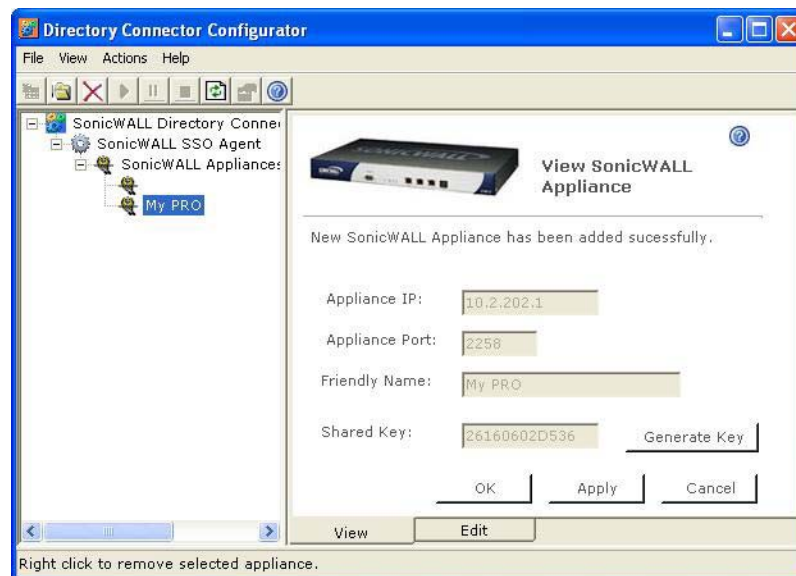 Directory Connector Configurator
File View Actions Help
SonicWALL Directory Conne
SonicWALL SSO Agent
SonicWALL Appliances
My PRO
SONICWALL
View SonicWALL
Appliance
New SonicWALL Appliance has been added sucessfully.
Appliance IP: 10.2.202.1
Appliance Port: 2258
Friendly Name: My PRO
Shared Key: 26160602D536 Generate Key
OK Apply Cancel
View Edit
Right click to remove selected appliance.